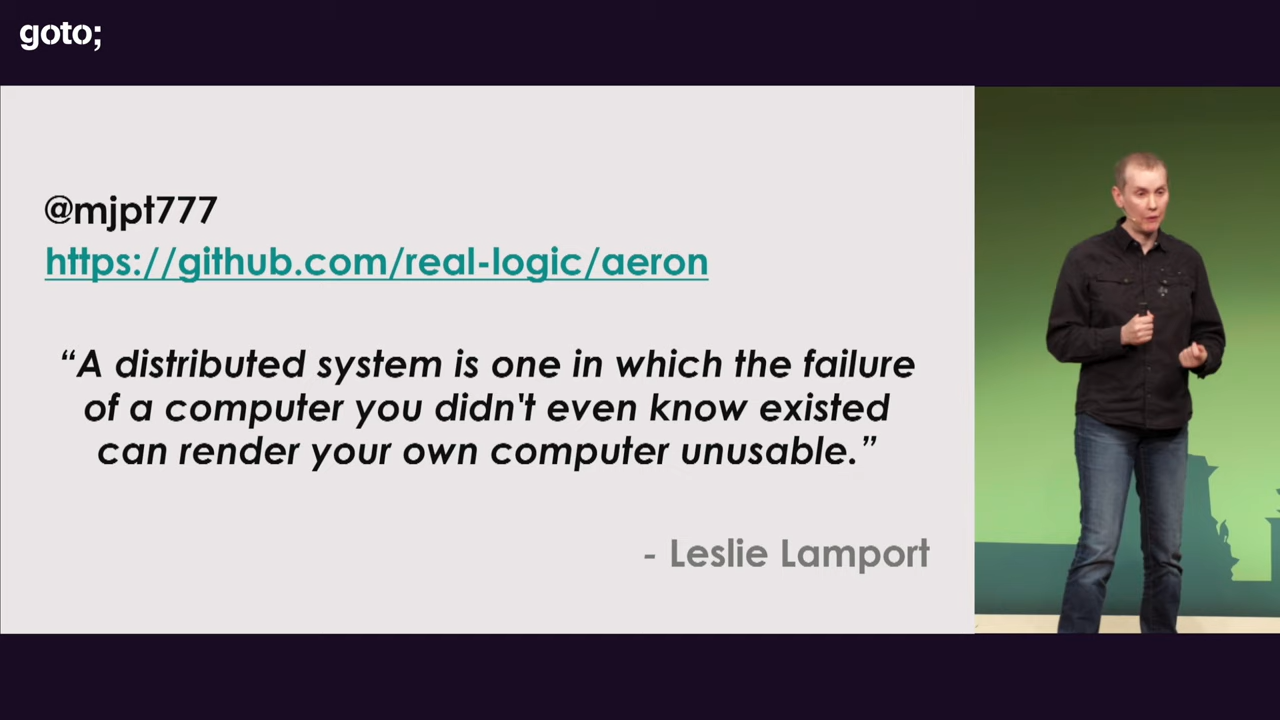 goto;
@mjpt777
https://github.com/real-logic/aeron
“A distributed system is one in which the failure
of a computer you didn't even know existed
can render your own computer unusable.”
- Leslie Lamport